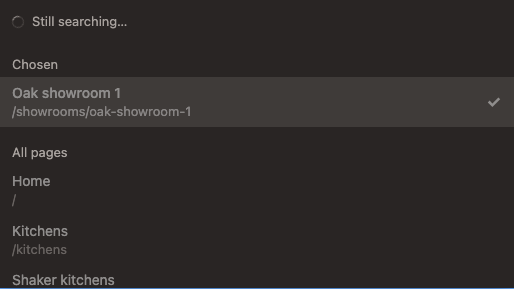 Still searching...
Chosen
Oak showroom 1
/showrooms/oak-showroom-1
All pages
Home
/
Kitchens
/kitchens
Shaker kitchens